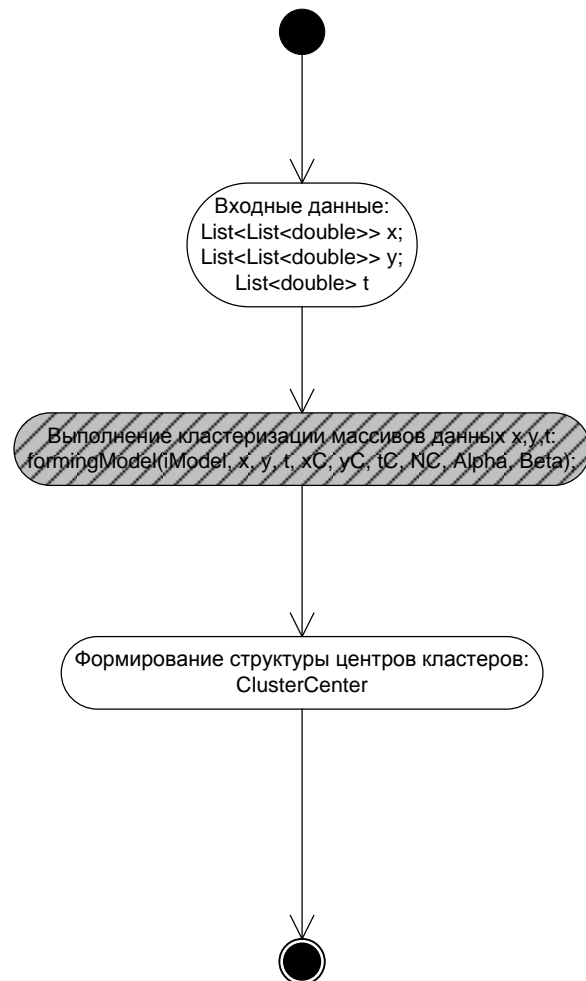 Входные данные:
List<List<double>> x;
List<List<double>> y;
List<double> t
Выполнение кластеризации массивов данных x,y,t:
formingModel(iModel, x, y, t, xC, yC, tC, NC, Alpha, Beta);
Формирование структуры центров кластеров:
ClusterCenter